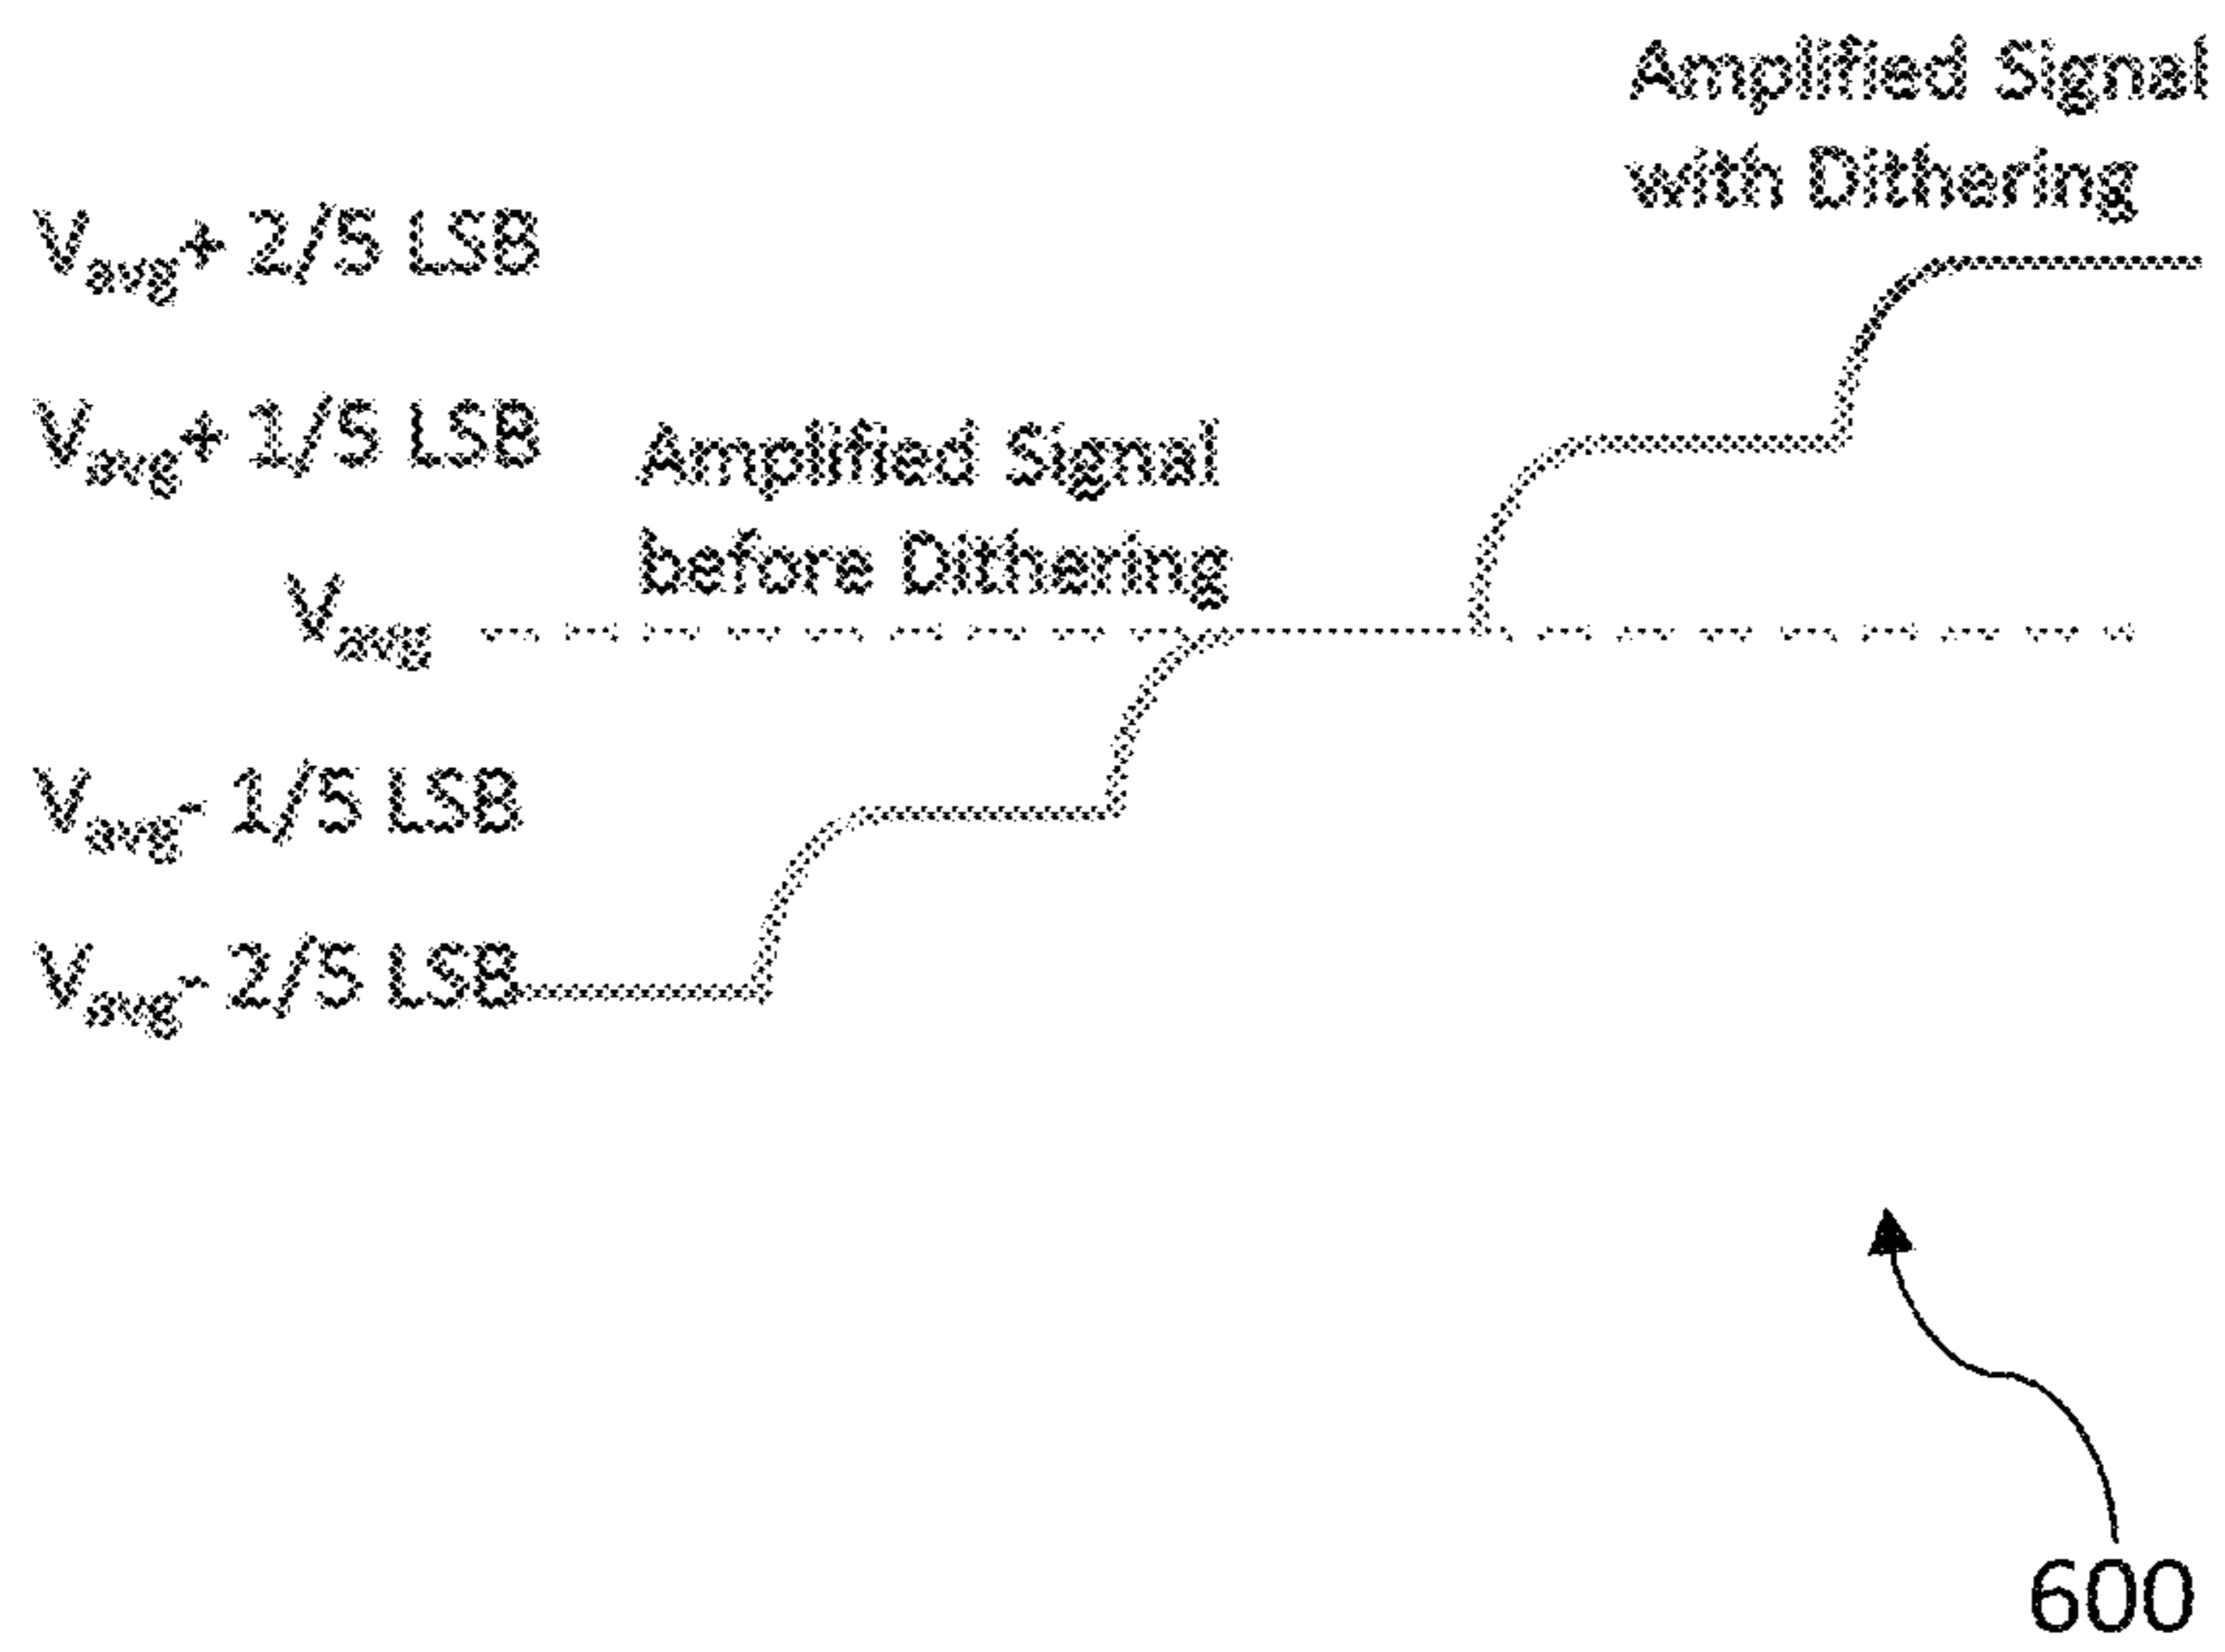 Amplified Signal
with Dithering
Vavg+ 2/5 LSB
Vavg+ 1/5 LSB
Amplified Signal
before Dithering
Vavg
Vavg- 1/5 LSB
Vavg- 2/5 LSB
600